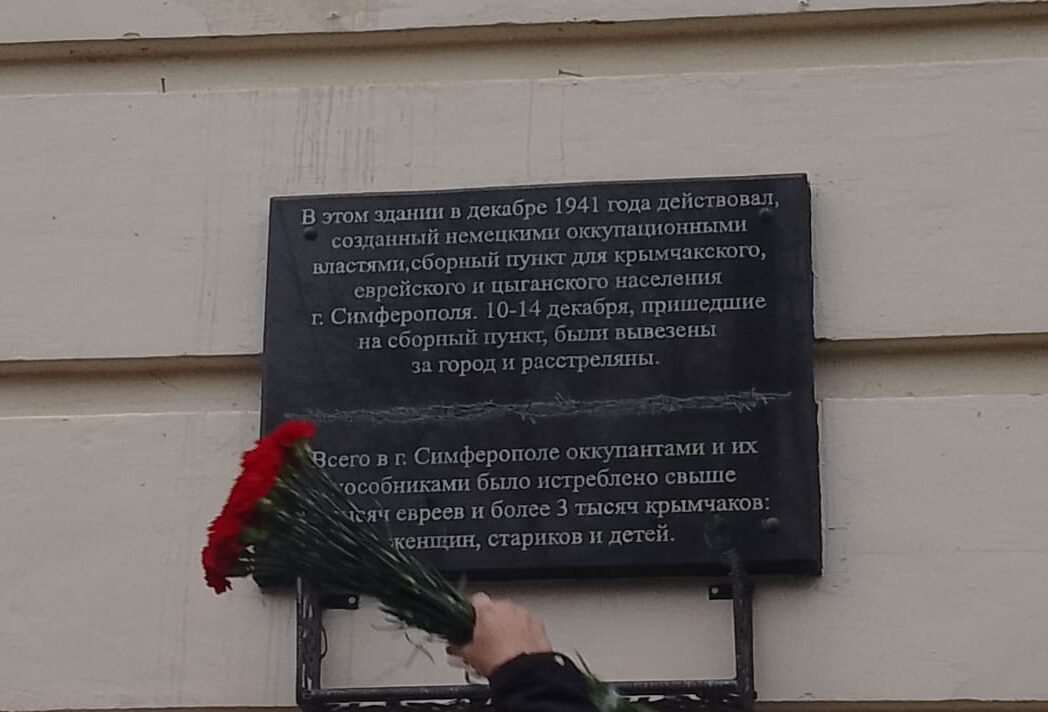 В этом здании в декабре 1941 года действовал,
созданный немецкими оккупационными
властями,сборный пункт для крымчакского,
еврейского и цыганского населения
г. Симферополя. 10-14 декабря, пришедшие
на сборный пункт, были вывезены
за город и расстреляны.
Всего в г. Симферополе оккупантами и их
было истреблено свыше
евреев и более 3 тысяч крымчаков:
женщин, стариков и детей.